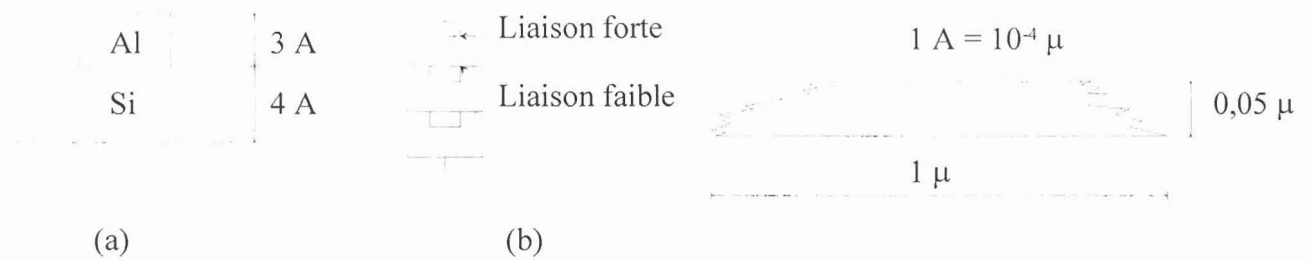 Al
3 A
Si
4 A
(a)
Liaison forte
Liaison faible
(b)
1 A = 10⁻⁴ µ
0,05 µ
1 µ